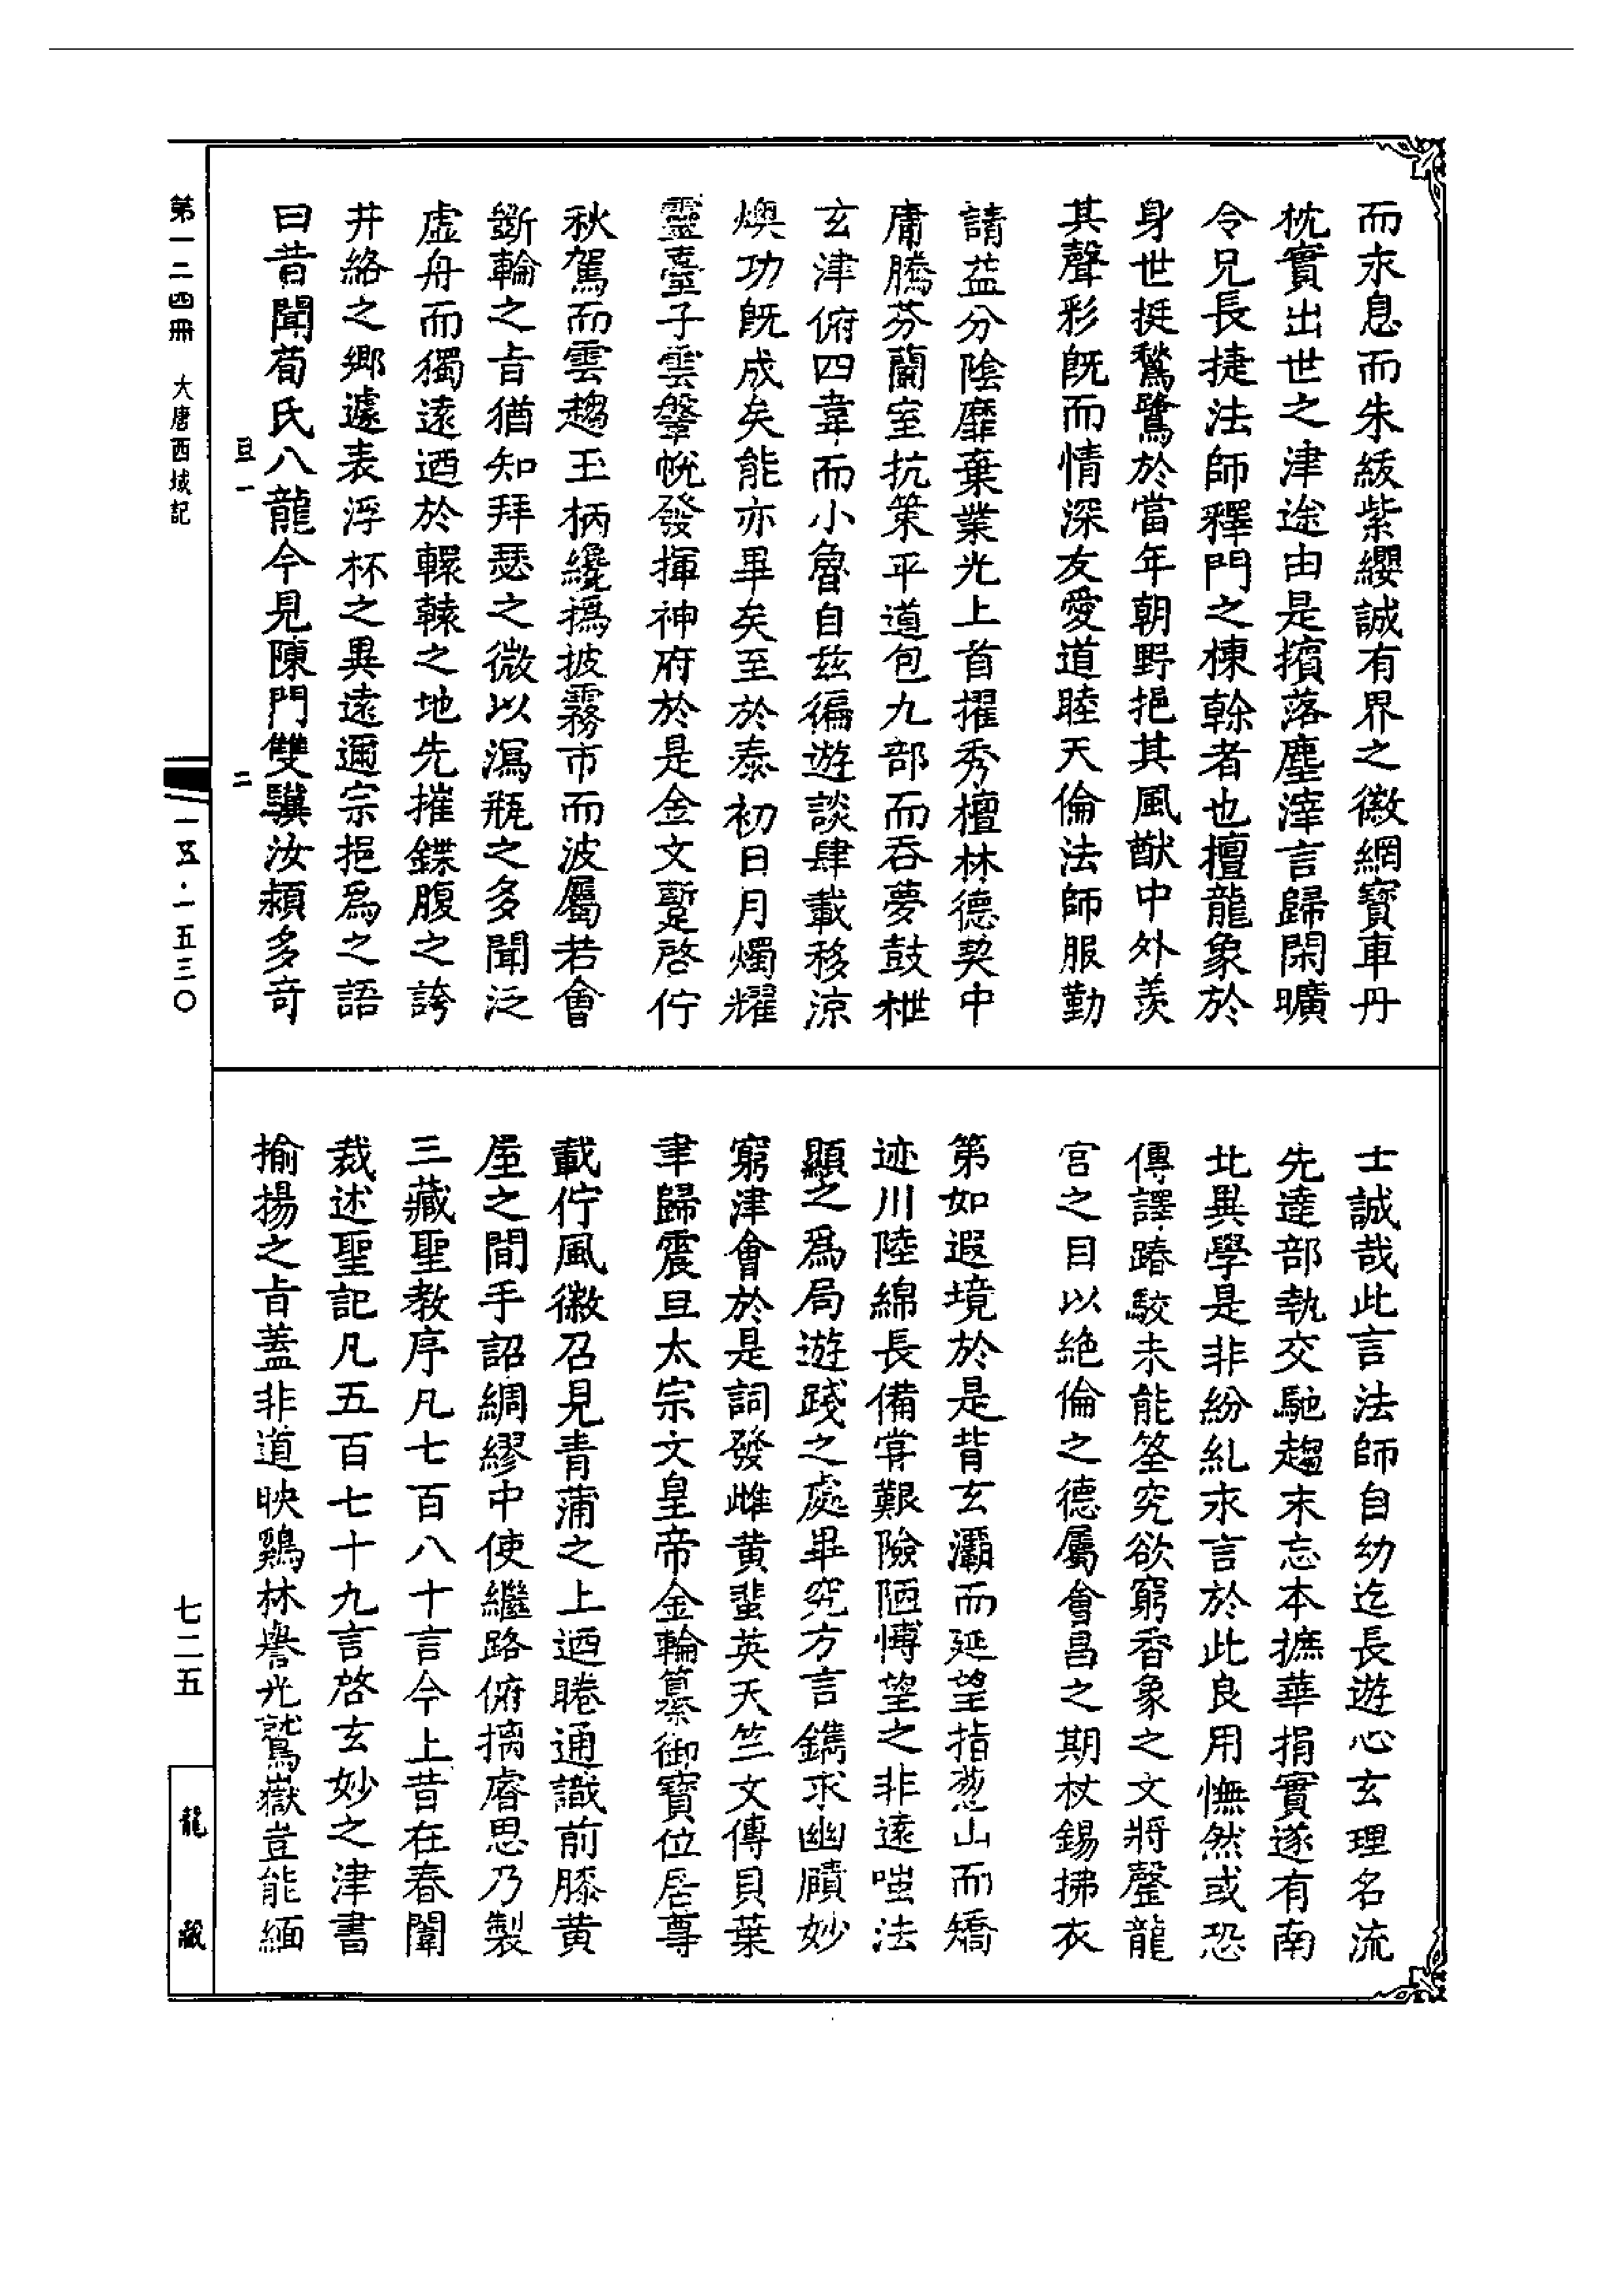 而求息而朱紱紫纓誠有界之徽網寶車丹
枕實出世之津途由是擯落塵滓言歸閑曠
令兄長捷法師釋門之棟幹者也擅龍象於
身世挺鶖鷺於當年朝野挹其風猷中外羨
其聲彩既而情深友愛道睦天倫法師服勤
請益分陰靡棄業光上首擢秀檀林德契中
庸騰芬蘭室抗策平道包九部而吞夢鼓枻
玄津俯四韋而小魯自茲徧遊談肆載移涼
燠功既成矣能亦畢矣至於泰初日月燭耀
靈臺子雲鞶帨發揮神府於是金文蹔啓佇
秋駕而雲趨玉柄纔撝披霧市而波屬若會
斲輪之旨猶知拜瑟之微以瀉瓶之多聞泛
虛舟而獨遠迺於轘轅之地先摧鍱腹之誇
井絡之鄉遽表浮杯之異遠邇宗挹為之語
曰昔聞荀氏八龍今見陳門雙驥汝潁多奇
士誠哉此言法師自幼迄長遊心玄理名流
先達部執交馳趨末忘本摭華捐實遂有南
北異學是非紛糺求言於此良用憮然或恐
傳譯踳駮未能筌究欲窮香象之文將罄龍
宮之目以絶倫之德屬會昌之期杖錫拂衣
第如遐境於是背玄灞而延望指葱山而矯
迹川陸綿長備嘗艱險陋博望之非遠嗤法
顯之為局遊踐之處畢究方言鐫求幽賾妙
窮津會於是詞發雌黄蜚英天竺文傳貝葉
聿歸震旦太宗文皇帝金輪纂御寶位居尊
載佇風徽召見青蒲之上迺睠通識前膝黄
屋之間手詔綢繆中使繼路俯摛睿思乃製
三藏聖教序凡七百八十言今上昔在春闈
裁述聖記凡五百七十九言啓玄妙之津書
揄揚之旨蓋非道映鷄林譽光鷲嶽豈能緬
旦一 二
第一二四冊 大唐西域記
一五·一五三〇
七二五
龍藏